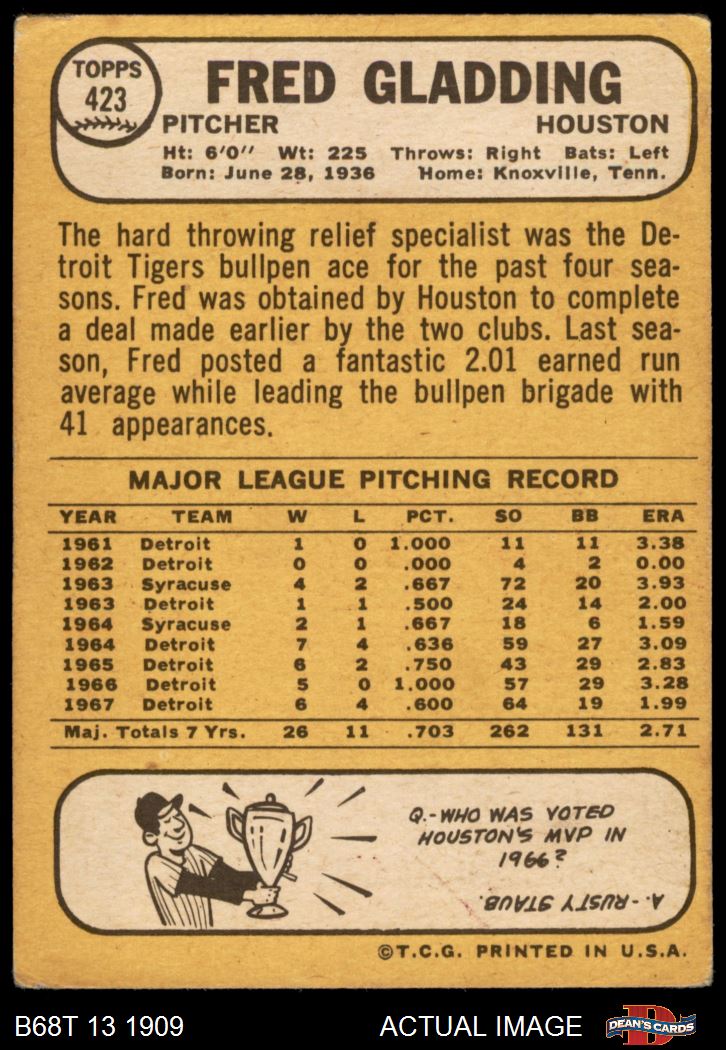 TOPPS
423
FRED GLADDING
PITCHER HOUSTON
Ht: 6'0" Wt: 225 Throws: Right Bats: Left
Born: June 28, 1936 Home: Knoxville, Tenn.
The hard throwing relief specialist was the De-
troit Tigers bullpen ace for the past four sea-
sons. Fred was obtained by Houston to complete
a deal made earlier by the two clubs. Last sea-
son, Fred posted a fantastic 2.01 earned run
average while leading the bullpen brigade with
41 appearances.
MAJOR LEAGUE PITCHING RECORD
YEAR TEAM W L PCT. SO BB ERA
1961 Detroit 1 0 1.000 11 11 3.38
1962 Detroit 0 0 .000 4 2 0.00
1963 Syracuse 4 2 .667 72 20 3.93
1963 Detroit 1 1 .500 24 14 2.00
1964 Syracuse 2 1 .667 18 6 1.59
1964 Detroit 7 4 .636 59 27 3.09
1965 Detroit 6 2 .750 43 29 2.83
1966 Detroit 5 0 1.000 57 29 3.28
1967 Detroit 6 4 .600 64 19 1.99
Maj. Totals 7 Yrs. 26 11 .703 262 131 2.71
Q.-WHO WAS VOTED
HOUSTON'S MVP IN
1966?
A.-RUSTY STAUB.
©T.C.G. PRINTED IN U.S.A.
B68T 13 1909 ACTUAL IMAGE
D
DEAN'S CARDS